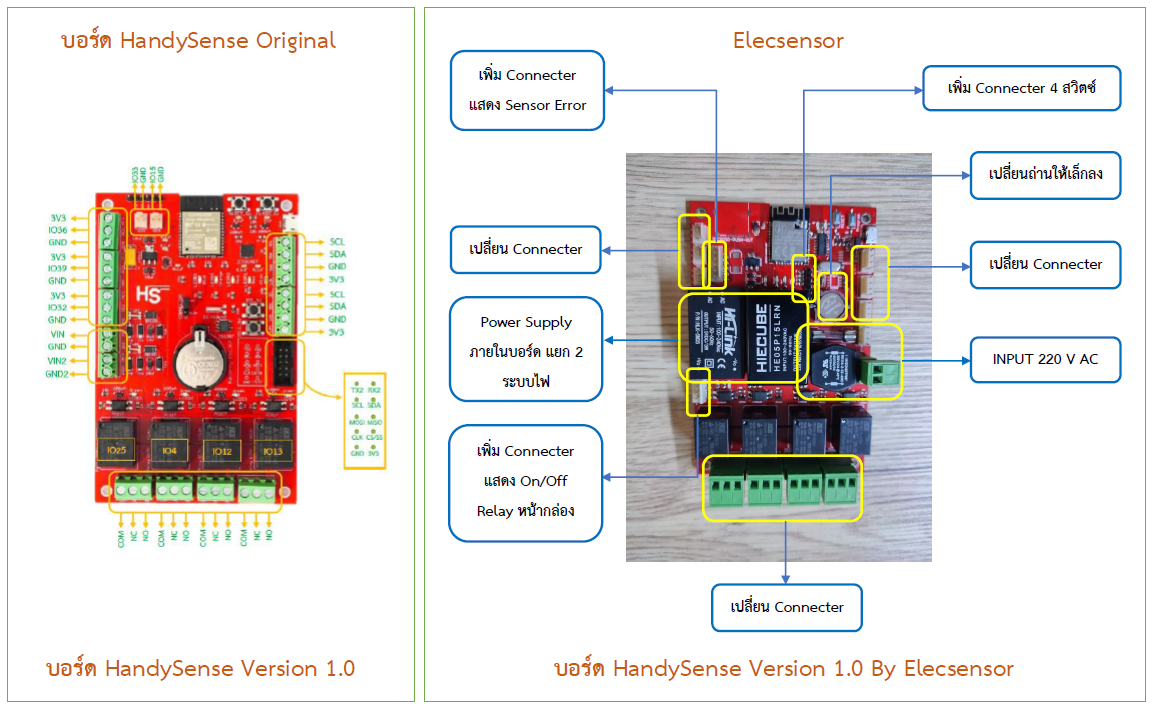 บอร์ด HandySense Original
IO33
GND
IO15
GND
3V3
IO36
GND
3V3
IO39
GND
3V3
IO32
GND
VIN
GND
VIN2
GND2
SCL
SDA
GND
3V3
SCL
SDA
GND
3V3
HS
TX2 RX2
SCL SDA
MOSI MISO
CLK CS/SS
GND 3V3
IO25
IO4
IO12
IO13
COM
NC
NO
COM
NC
NO
COM
NC
NO
COM
NC
NO
บอร์ด HandySense Version 1.0
Elecsensor
เพิ่ม Connecter
แสดง Sensor Error
เพิ่ม Connecter 4 สวิตซ์
เปลี่ยนถ่านให้เล็กลง
เปลี่ยน Connecter
เปลี่ยน Connecter
Power Supply
ภายในบอร์ด แยก 2
ระบบไฟ
INPUT 220 V AC
เพิ่ม Connecter
แสดง On/Off
Relay หน้ากล่อง
Hi-Link
HIECUBE
HE05P15LRN
เปลี่ยน Connecter
บอร์ด HandySense Version 1.0 By Elecsensor